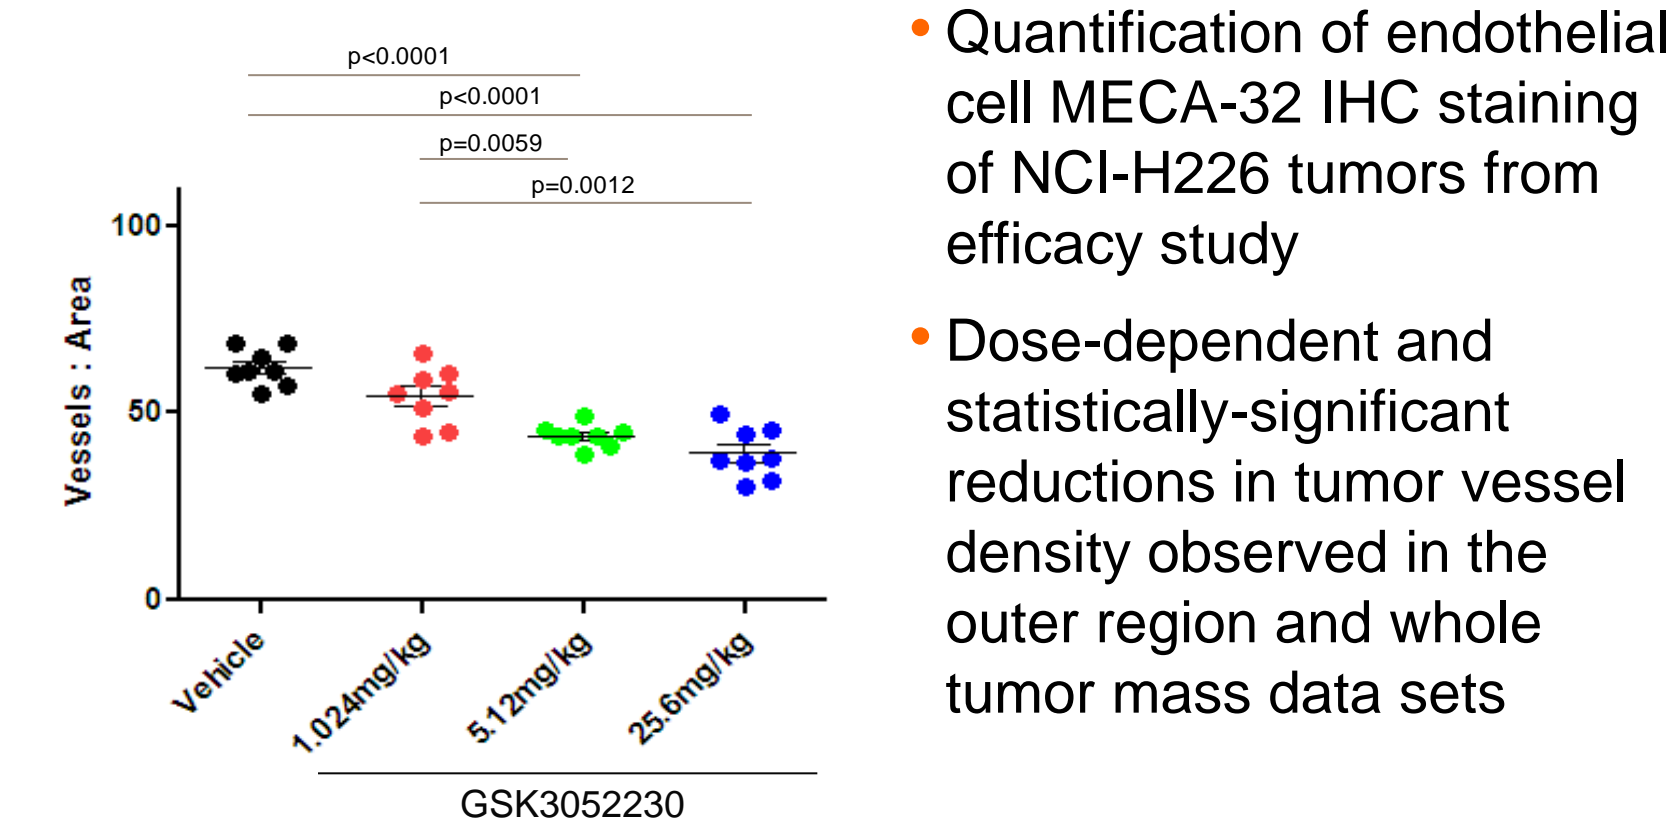 p<0.0001
p<0.0001
p=0.0059
p=0.0012
100
50
0
Vessels : Area
Vehicle
1.024mg/kg
5.12mg/kg
25.6mg/kg
GSK3052230
• Quantification of endothelial
cell MECA-32 IHC staining
of NCI-H226 tumors from
efficacy study
• Dose-dependent and
statistically-significant
reductions in tumor vessel
density observed in the
outer region and whole
tumor mass data sets